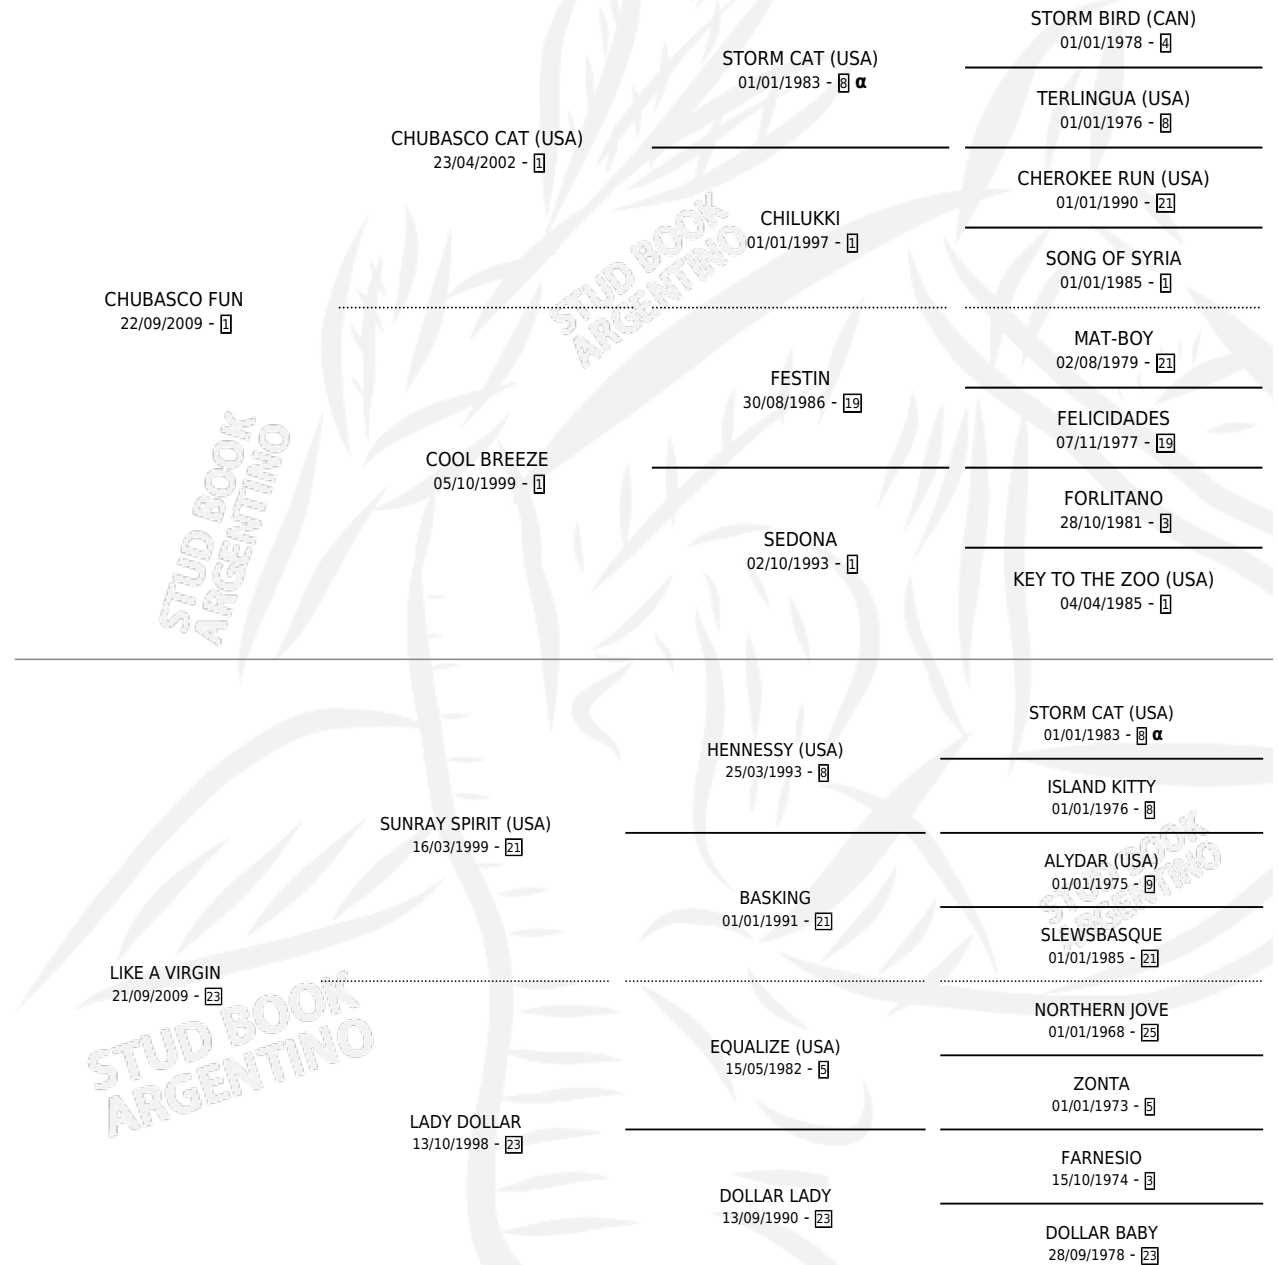 STORM BIRD (CAN)
01/01/1978 - 4
STORM CAT (USA)
01/01/1983 - 8 α
TERLINGUA (USA)
01/01/1976 - 8
CHUBASCO CAT (USA)
23/04/2002 - 1
CHEROKEE RUN (USA)
01/01/1990 - 21
CHILUKKI
01/01/1997 - 1
SONG OF SYRIA
01/01/1985 - 1
CHUBASCO FUN
22/09/2009 - 1
MAT-BOY
02/08/1979 - 21
FESTIN
30/08/1986 - 19
FELICIDADES
07/11/1977 - 19
COOL BREEZE
05/10/1999 - 1
FORLITANO
28/10/1981 - 3
SEDONA
02/10/1993 - 1
KEY TO THE ZOO (USA)
04/04/1985 - 1
STUD BOOK
ARGENTINO
STUD BOOK
ARGENTINO
STORM CAT (USA)
01/01/1983 - 8 α
HENNESSY (USA)
25/03/1993 - 8
ISLAND KITTY
01/01/1976 - 8
SUNRAY SPIRIT (USA)
16/03/1999 - 21
ALYDAR (USA)
01/01/1975 - 9
BASKING
01/01/1991 - 21
SLEWSBASQUE
01/01/1985 - 21
LIKE A VIRGIN
21/09/2009 - 23
NORTHERN JOVE
01/01/1968 - 25
EQUALIZE (USA)
15/05/1982 - 5
ZONTA
01/01/1973 - 5
LADY DOLLAR
13/10/1998 - 23
FARNESIO
15/10/1974 - 3
DOLLAR LADY
13/09/1990 - 23
DOLLAR BABY
28/09/1978 - 23
STUD BOOK
ARGENTINO
STUD BOOK
ARGENTINO